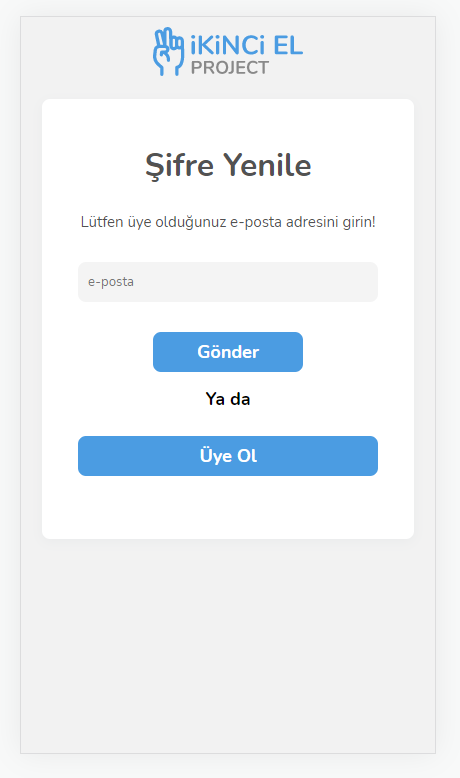 iKiNCi EL
PROJECT
Şifre Yenile
Lütfen üye olduğunuz e-posta adresini girin!
e-posta
Gönder
Ya da
Üye Ol